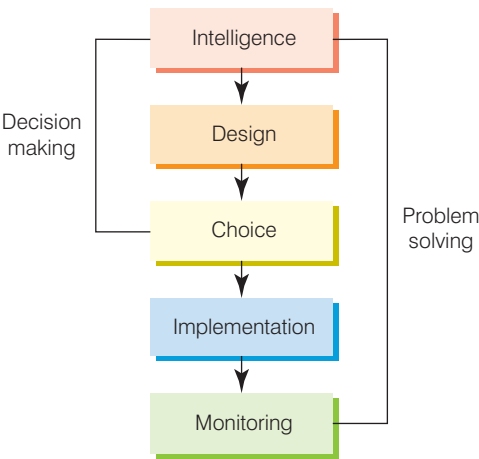 Intelligence
Decision
making
Design
Choice
Problem
solving
Implementation
Monitoring